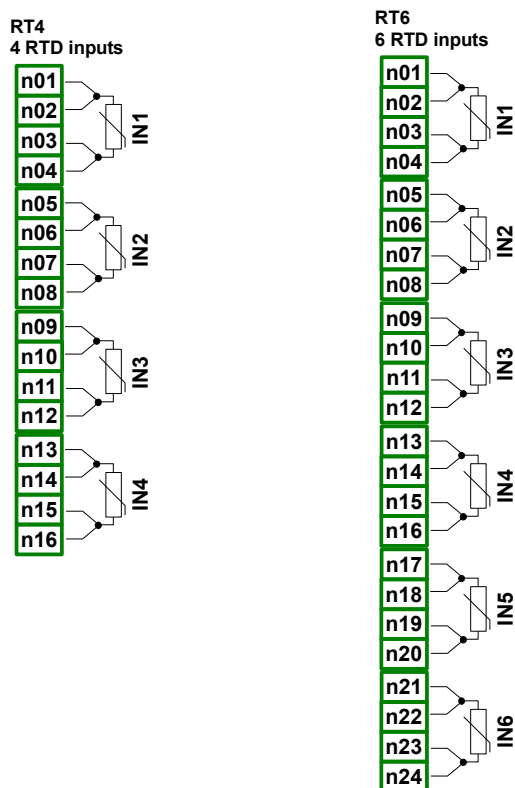 RT4
4 RTD inputs
n01
n02
n03
n04
IN1
n05
n06
n07
n08
IN2
n09
n10
n11
n12
IN3
n13
n14
n15
n16
IN4
RT6
6 RTD inputs
n01
n02
n03
n04
IN1
n05
n06
n07
n08
IN2
n09
n10
n11
n12
IN3
n13
n14
n15
n16
IN4
n17
n18
n19
n20
IN5
n21
n22
n23
n24
IN6